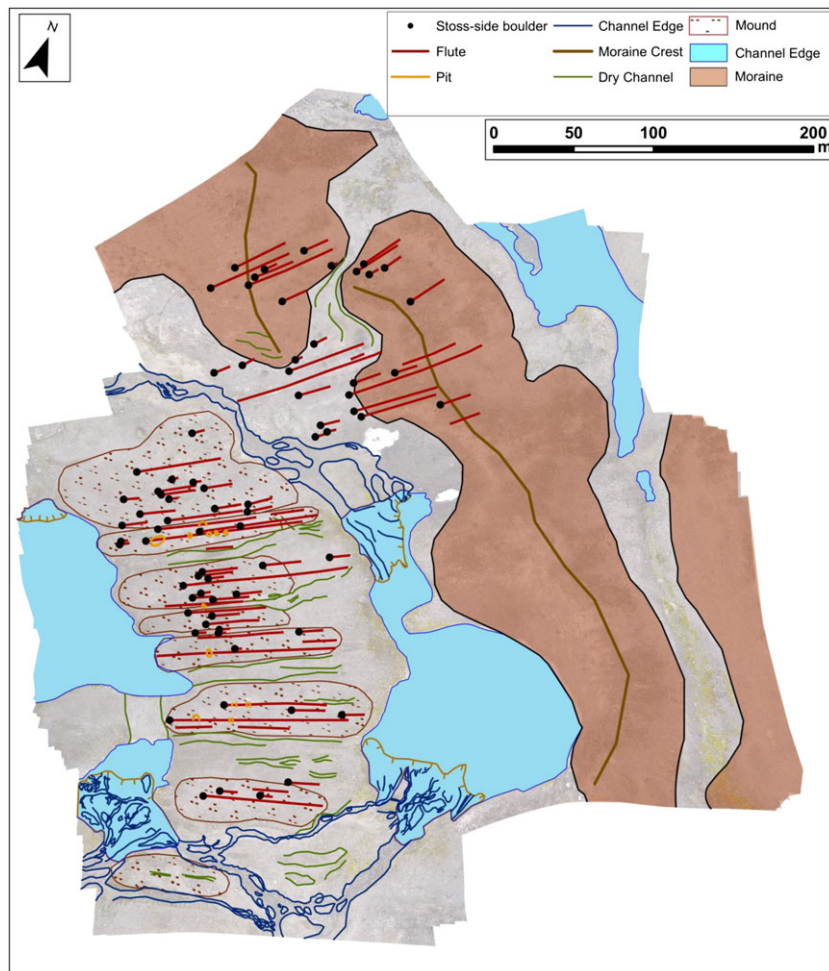 N
Stoss-side boulder
Channel Edge
Mound
Flute
Moraine Crest
Channel Edge
Pit
Dry Channel
Moraine
0 50 100 200
m